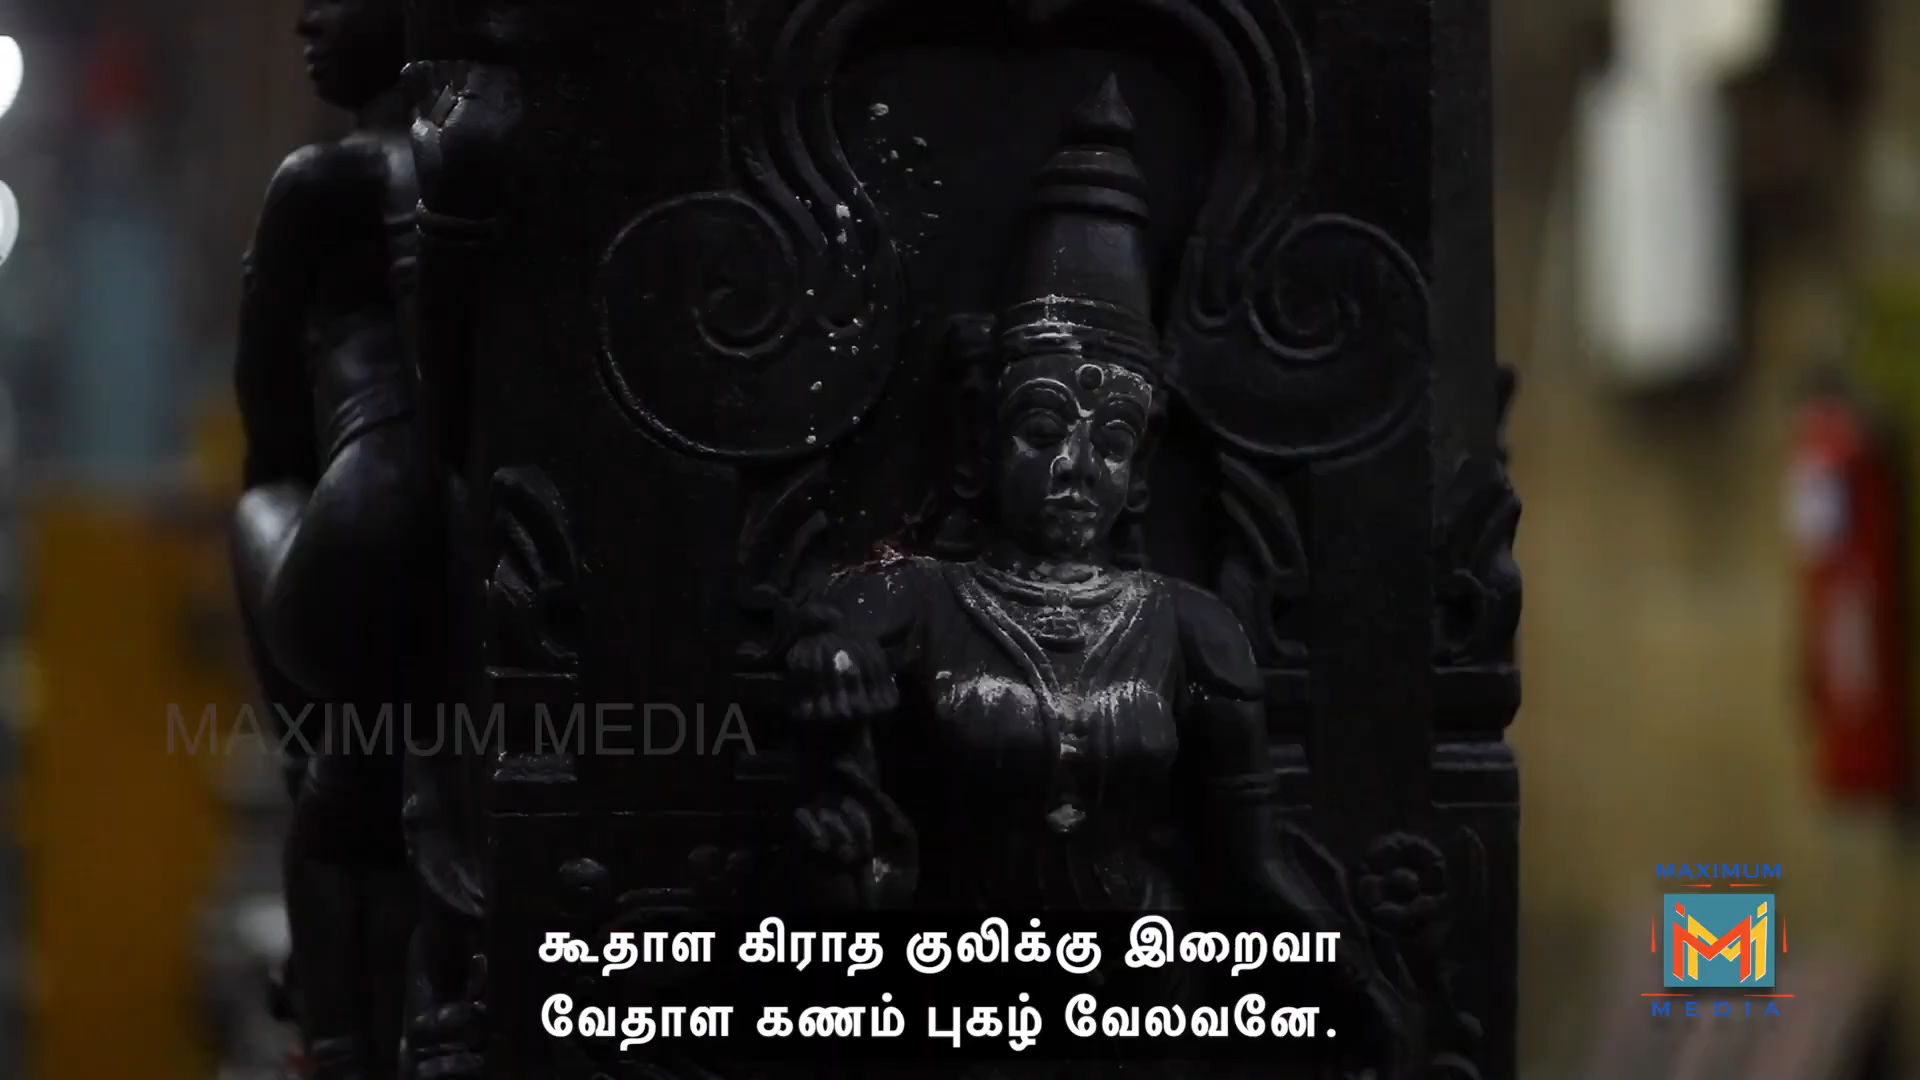 MAXIMUM MEDIA
கூதாள கிராத குலிக்கு இறைவா
வேதாள கணம் புகழ் வேலவனே.
MAXIMUM
MEDIA